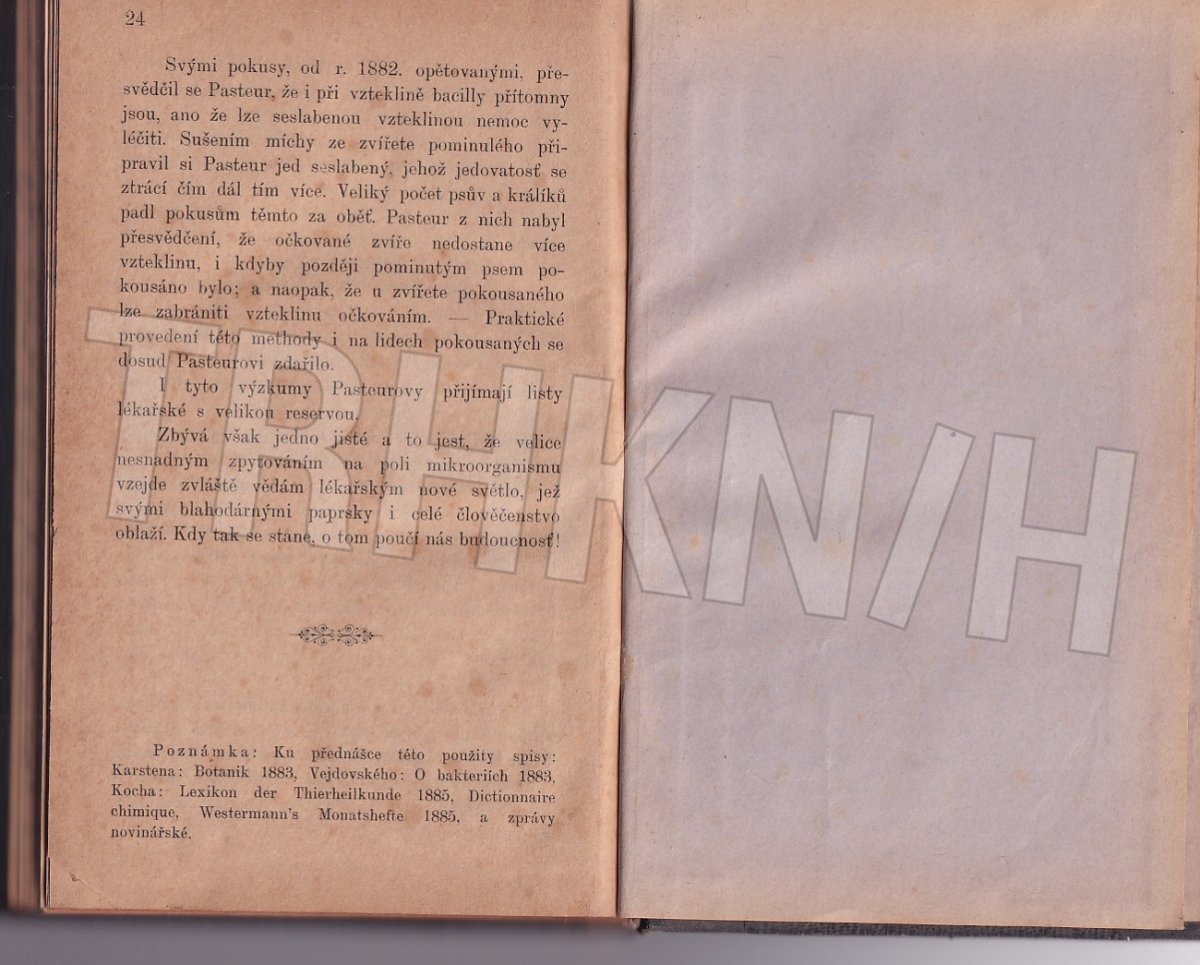 24
Svými pokusy, od r. 1882. opětovanými, pře-
svědčil se Pasteur, že i při vzteklině bacilly přítomny
jsou, ano že lze seslabenou vzteklinou nemoc vy-
léčiti. Sušením míchy ze zvířete pominulého při-
pravil si Pasteur jed seslabený, jehož jedovatosť se
ztrácí čím dál tím více. Veliký počet psův a králíků
padl pokusům těmto za oběť. Pasteur z nich nabyl
přesvědčení, že očkované zvíře nedostane více
vzteklinu, i kdyby později pominutým psem po-
kousáno bylo; a naopak, že u zvířete pokousaného
lze zabrániti vzteklinu očkováním. — Praktické
provedení této methody i na lidech pokousaných se
dosud Pasteurovi zdařilo.
I tyto výzkumy Pasteurovy přijímají listy
lékařské s velikou reservou.
Zbývá však jedno jisté a to jest, že velice
nesnadným zpytováním na poli mikroorganismu
vzejde zvláště vědám lékařským nové světlo, jež
svými blahodárnými paprsky i celé člověčenstvo
oblaží. Kdy tak se stane, o tom poučí nás budoucnosť!
Poznámka: Ku přednášce této použity spisy:
Karstena: Botanik 1883, Vejdovského: O bakteriích 1883,
Kocha: Lexikon der Thierheilkunde 1885, Dictionnaire
chimique, Westermann's Monatshefte 1885, a zprávy
novinářské.
TRHKNIH